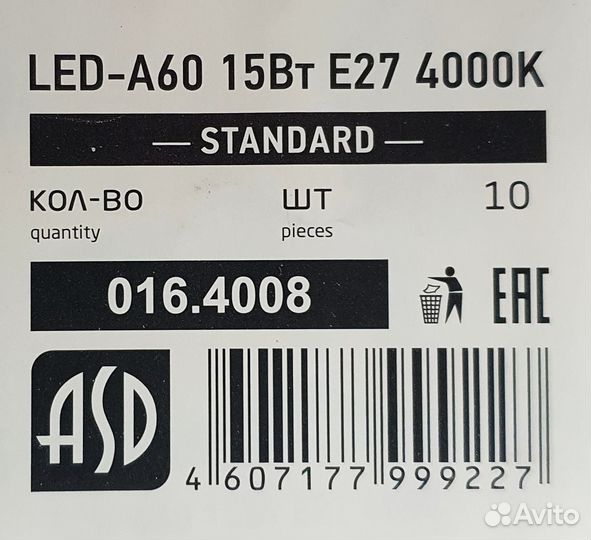 LED-A60 15Вт E27 4000K
— STANDARD —
КОЛ-ВО ШТ 10
quantity pieces
016.4008
EAC
ASD
4 607177 999227
Avito